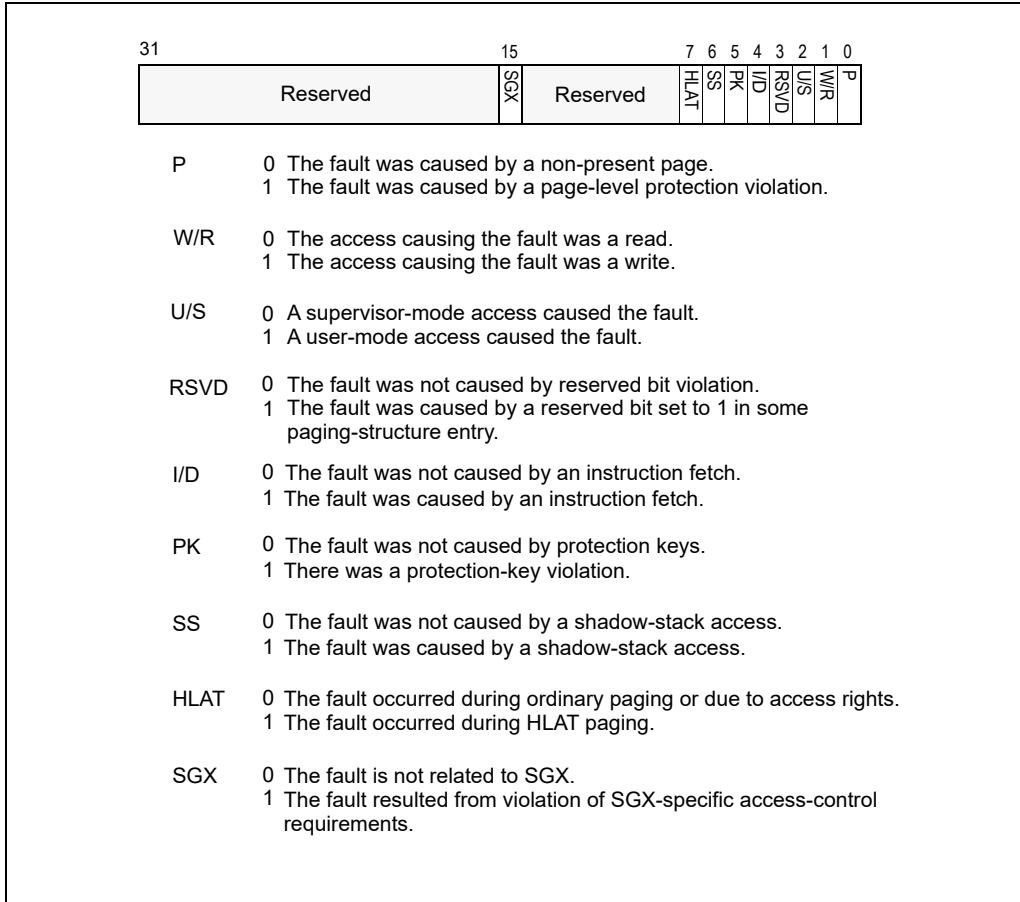 31 15 7 6 5 4 3 2 1 0
Reserved SGX Reserved HLAT SS PK I/D RSVD U/S W/R P
P 0 The fault was caused by a non-present page.
1 The fault was caused by a page-level protection violation.
W/R 0 The access causing the fault was a read.
1 The access causing the fault was a write.
U/S 0 A supervisor-mode access caused the fault.
1 A user-mode access caused the fault.
RSVD 0 The fault was not caused by reserved bit violation.
1 The fault was caused by a reserved bit set to 1 in some
paging-structure entry.
I/D 0 The fault was not caused by an instruction fetch.
1 The fault was caused by an instruction fetch.
PK 0 The fault was not caused by protection keys.
1 There was a protection-key violation.
SS 0 The fault was not caused by a shadow-stack access.
1 The fault was caused by a shadow-stack access.
HLAT 0 The fault occurred during ordinary paging or due to access rights.
1 The fault occurred during HLAT paging.
SGX 0 The fault is not related to SGX.
1 The fault resulted from violation of SGX-specific access-control
requirements.